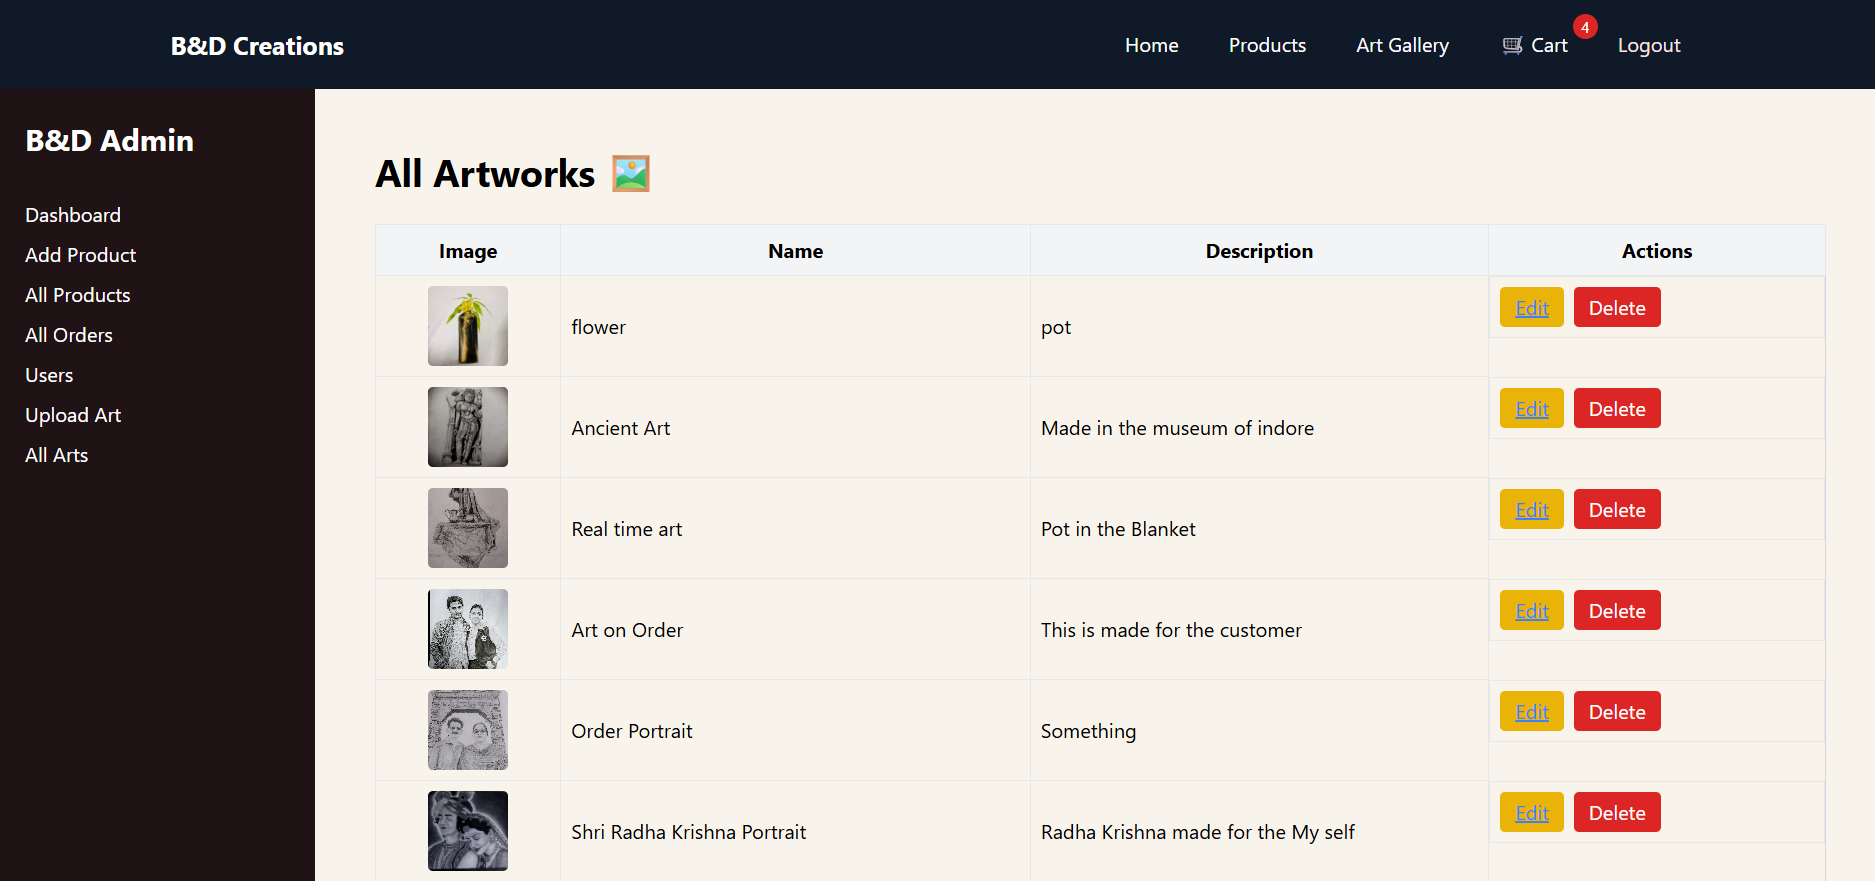 B&D Creations
Home Products Art Gallery 🛒 Cart 4 Logout
B&D Admin
Dashboard
Add Product
All Products
All Orders
Users
Upload Art
All Arts
All Artworks 🖼️
Image Name Description Actions
flower pot Edit Delete
Ancient Art Made in the museum of indore Edit Delete
Real time art Pot in the Blanket Edit Delete
Art on Order This is made for the customer Edit Delete
Order Portrait Something Edit Delete
Shri Radha Krishna Portrait Radha Krishna made for the My self Edit Delete